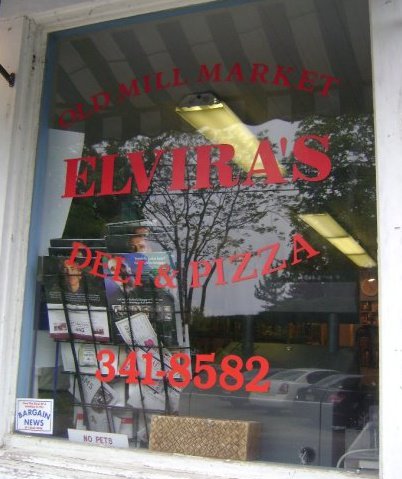 OLD MILL MARKET
ELVIRA'S
DELI & PIZZA
341-8582
BARGAIN
NEWS
NO PETS